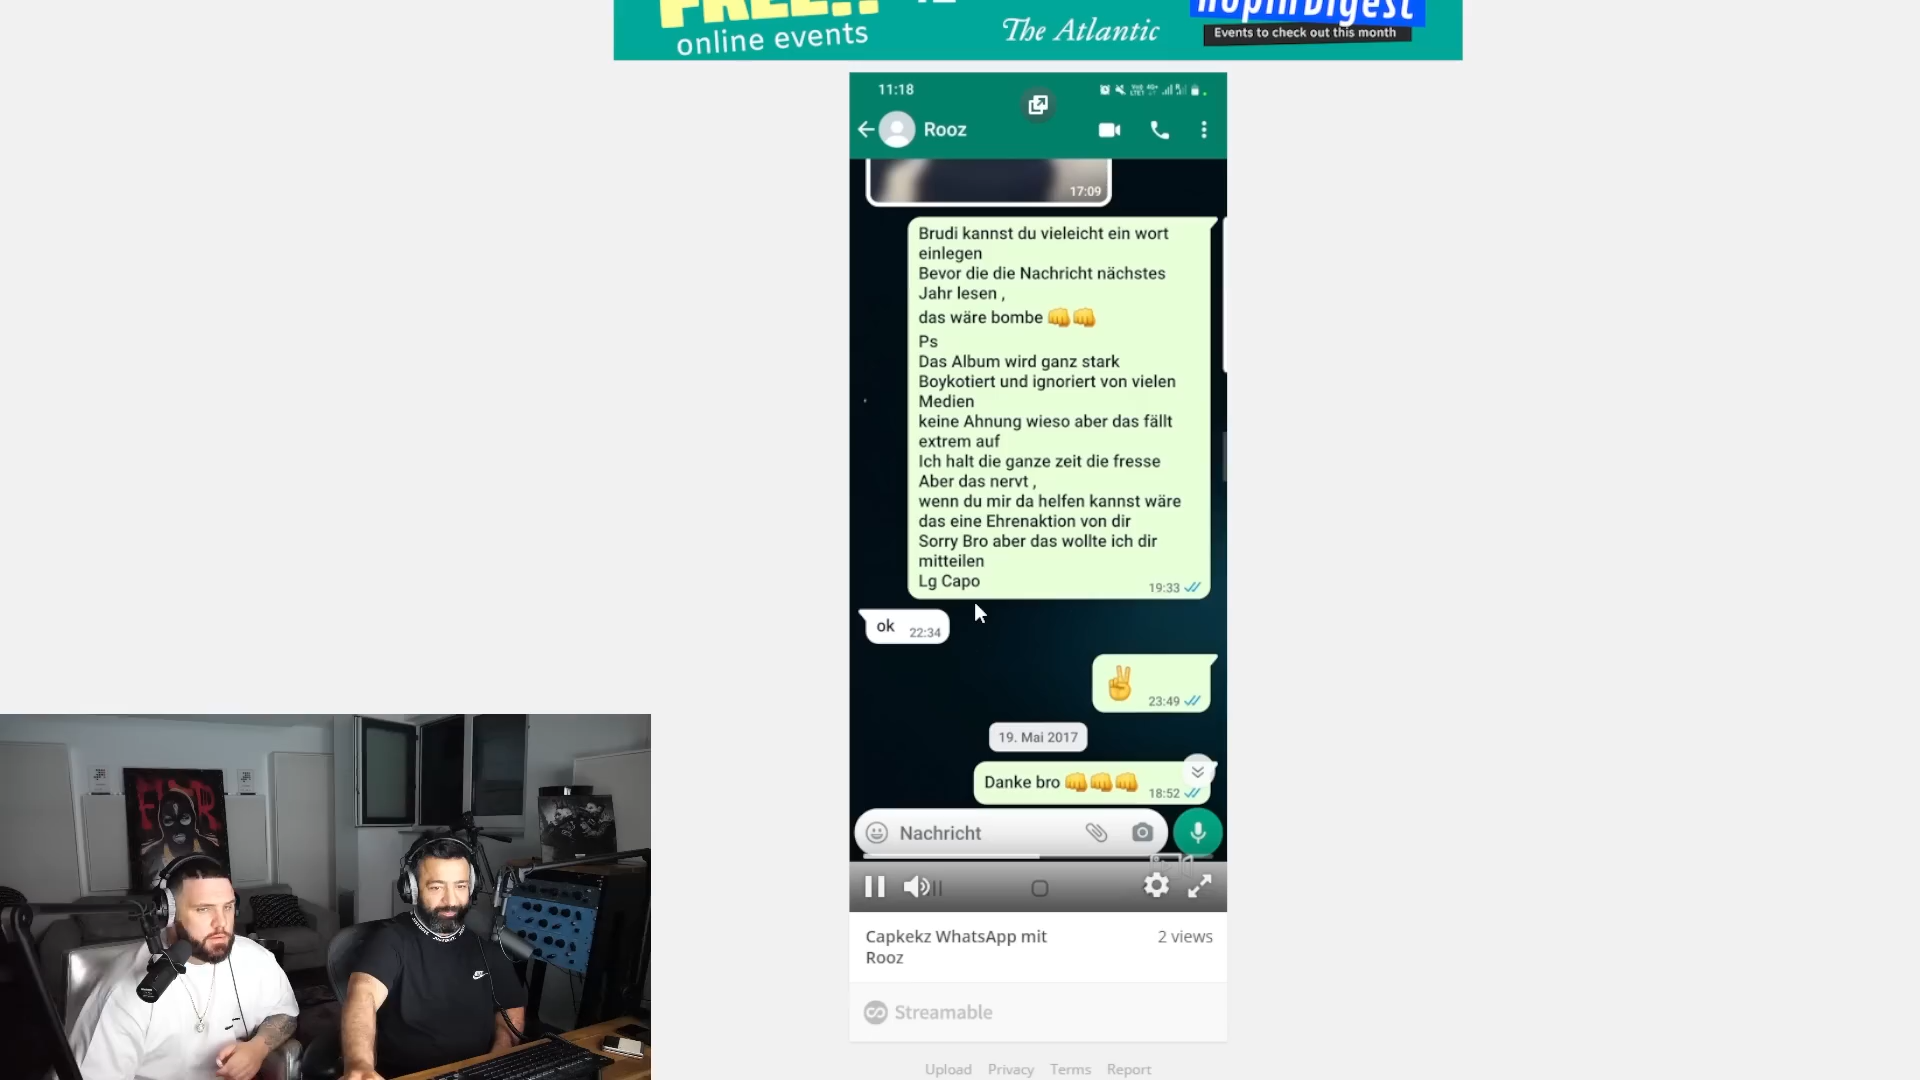 FREE!!
online events
The Atlantic
HopinDigest
Events to check out this month
11:18
Rooz
17:09
Brudi kannst du vieleicht ein wort
einlegen
Bevor die die Nachricht nächstes
Jahr lesen ,
das wäre bombe 👊👊
Ps
Das Album wird ganz stark
Boykotiert und ignoriert von vielen
Medien
keine Ahnung wieso aber das fällt
extrem auf
Ich halt die ganze zeit die fresse
Aber das nervt ,
wenn du mir da helfen kannst wäre
das eine Ehrenaktion von dir
Sorry Bro aber das wollte ich dir
mitteilen
Lg Capo
19:33
ok 22:34
✌
23:49
19. Mai 2017
Danke bro 👊👊👊
18:52
Nachricht
Capkekz WhatsApp mit
Rooz
2 views
Streamable
Upload Privacy Terms Report